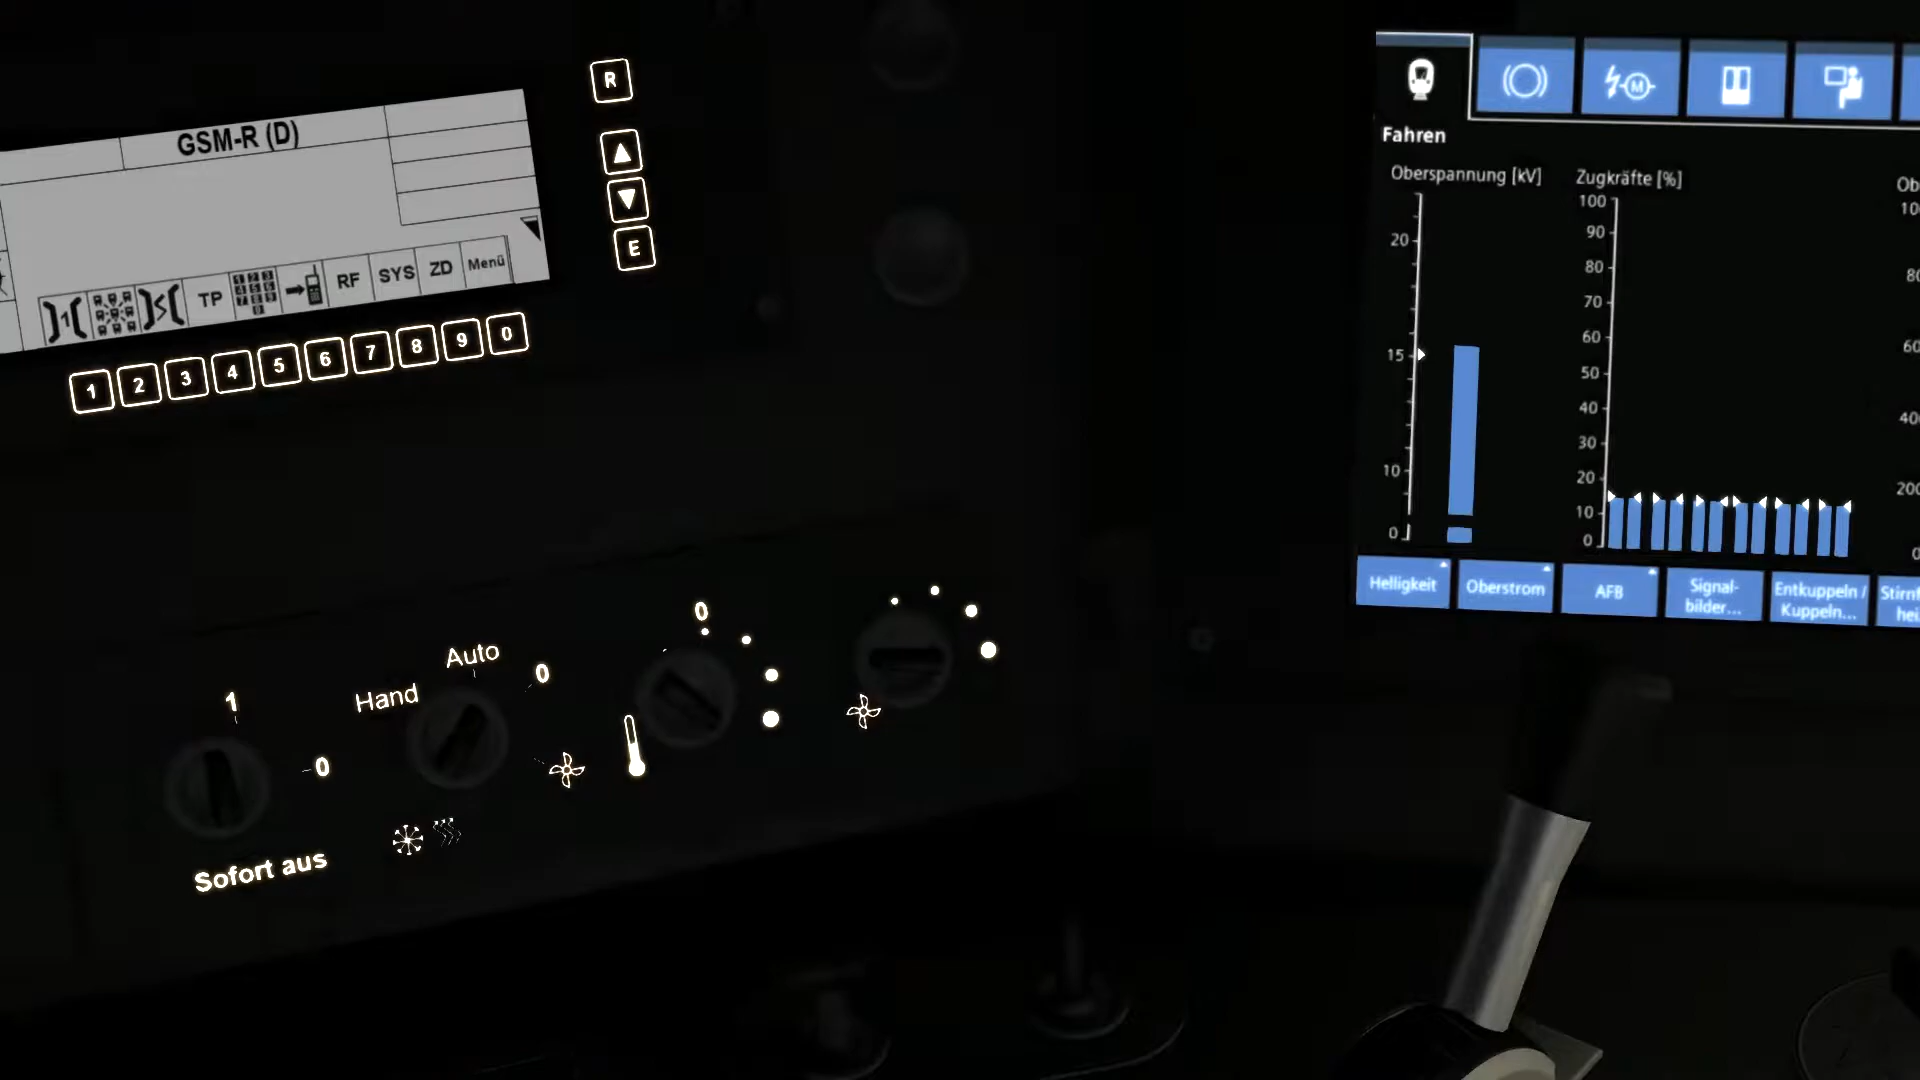 GSM-R (D)
TP
RF
SYS
ZD
Menü
R
E
1 2 3 4 5 6 7 8 9 0
1
0
Sofort aus
Hand
Auto
0
0
M
Fahren
Oberspannung [kV]
20
15
10
0
Zugkräfte [%]
100
90
80
70
60
50
40
30
20
10
0
Helligkeit
Oberstrom
AFB
Signal-
bilder...
Entkuppeln /
Kuppeln...